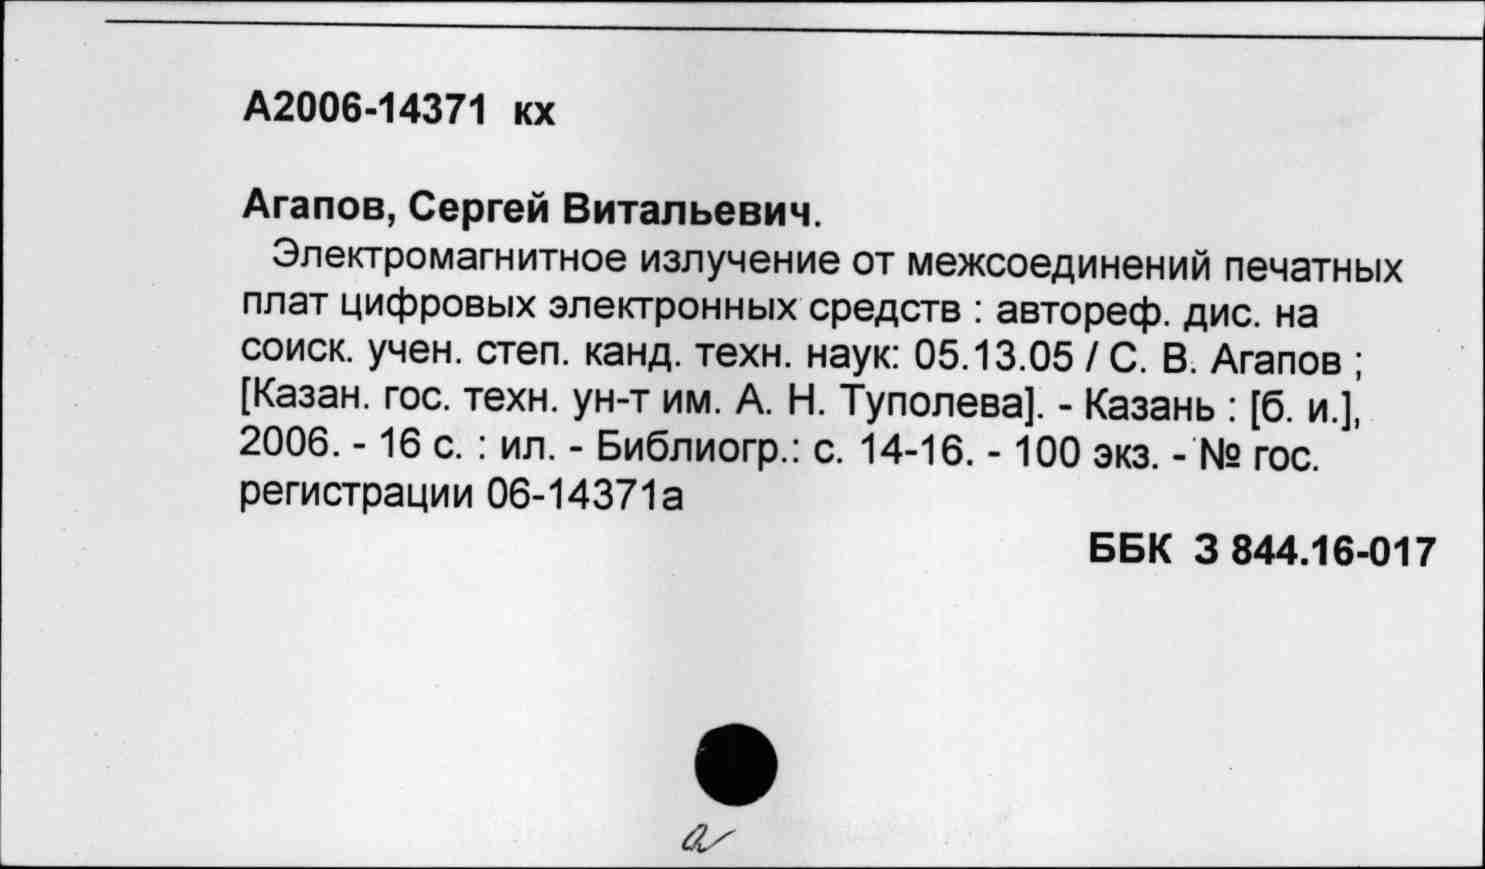 А2006-14371 кх
Агапов, Сергей Витальевич.
Электромагнитное излучение от межсоединений печатных
плат цифровых электронных средств : автореф. дис. на
соиск. учен. степ. канд. техн. наук: 05.13.05 / С. В. Агапов ;
[Казан. гос. техн. ун-т им. А. Н. Туполева]. - Казань : [б. и.],
2006. - 16 с. : ил. - Библиогр.: с. 14-16. - 100 экз. - № гос.
регистрации 06-14371а
ББК З 844.16-017